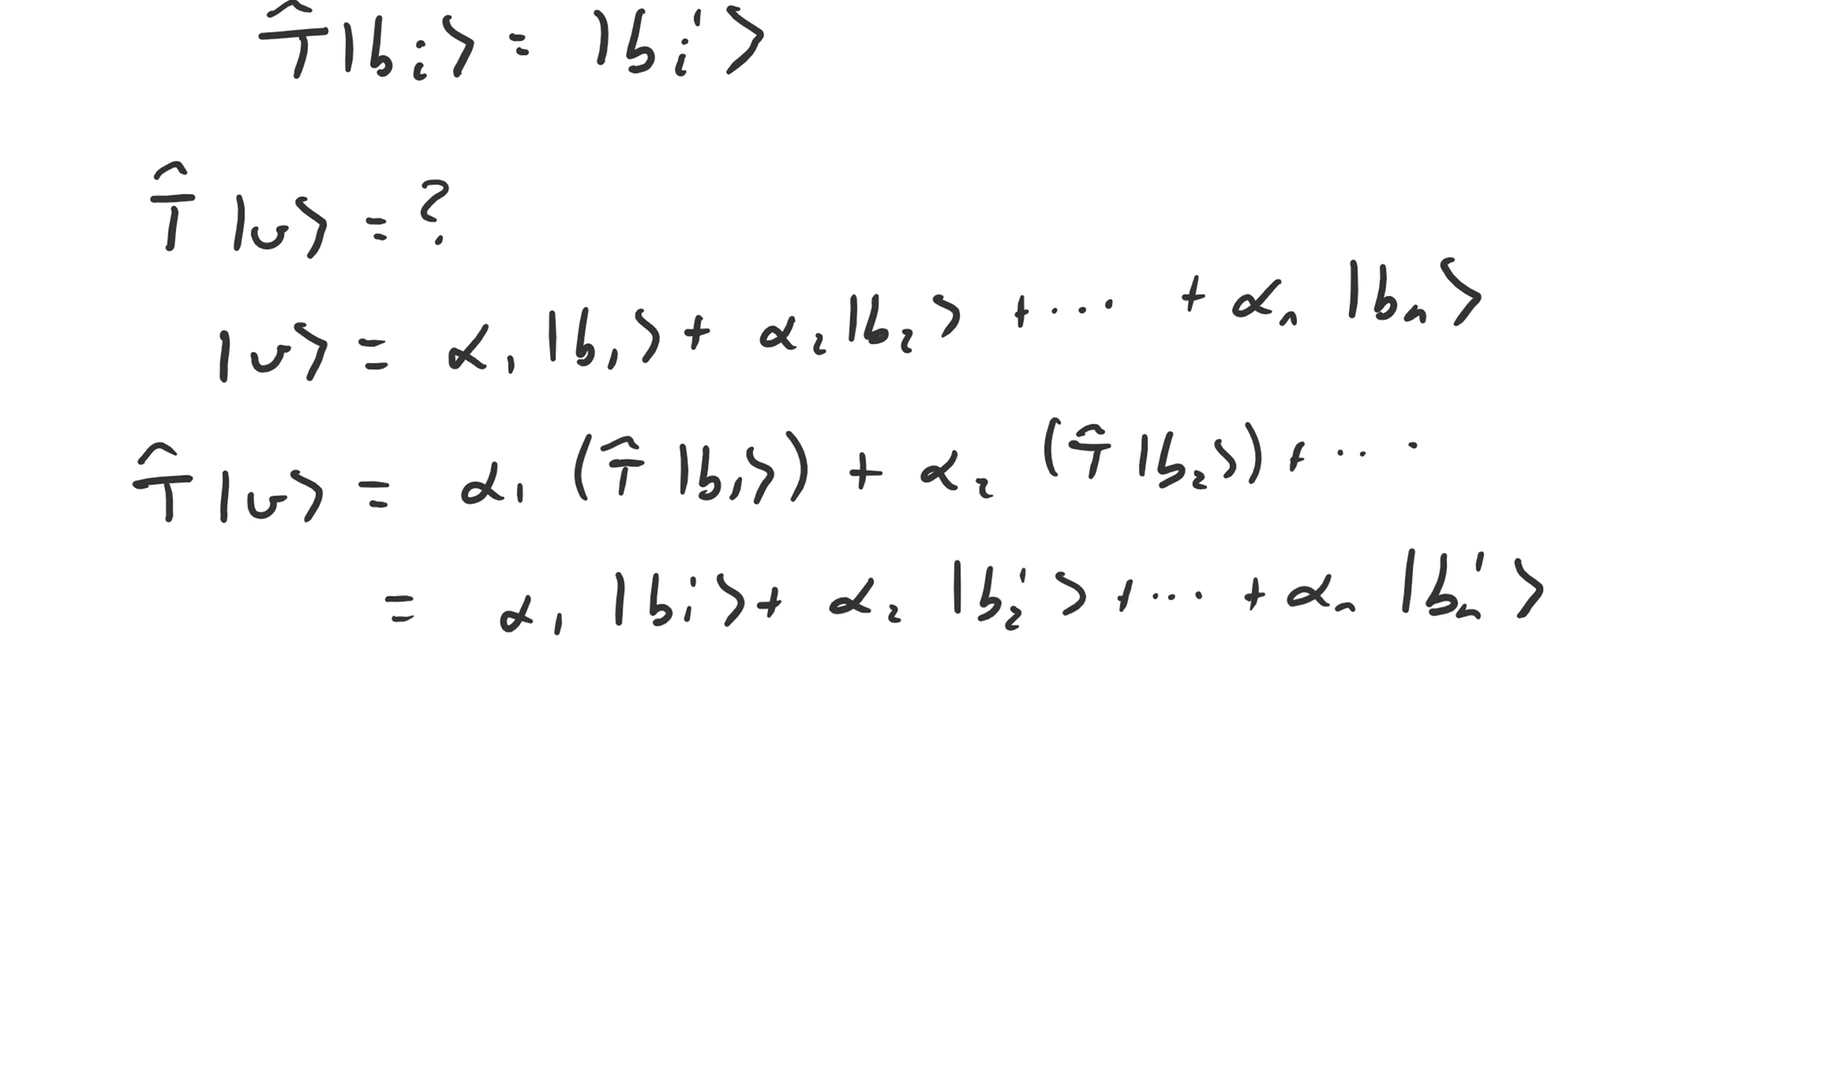 T̂|bᵢ⟩ = |bᵢ'⟩
T̂ |v⟩ = ?
|v⟩ = α₁ |b₁⟩ + α₂ |b₂⟩ + ··· + αₙ |bₙ⟩
T̂ |v⟩ = α₁ (T̂ |b₁⟩) + α₂ (T̂ |b₂⟩) + ···
= α₁ |b₁'⟩ + α₂ |b₂'⟩ + ··· + αₙ |bₙ'⟩